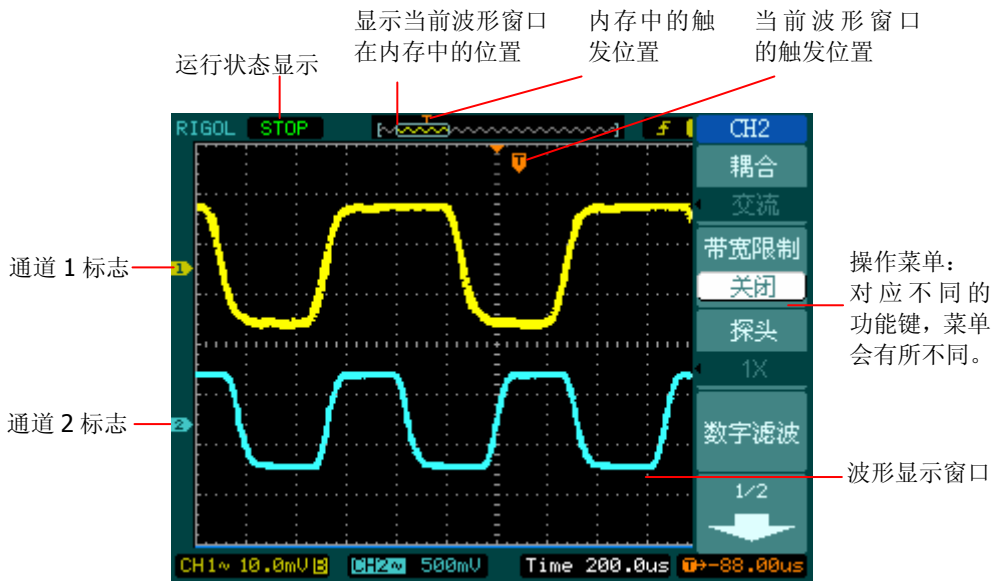 显示当前波形窗口
在内存中的位置
内存中的触
发位置
当前波形窗口
的触发位置
运行状态显示
RIGOL STOP
T
CH2
耦合
交流
T
通道 1 标志
1
带宽限制
关闭
操作菜单:
对应不同的
功能键,菜单
会有所不同。
探头
1X
通道 2 标志
2
数字滤波
波形显示窗口
1/2
CH1~ 10.0mV B CH2~ 500mV Time 200.0us T→-88.00us